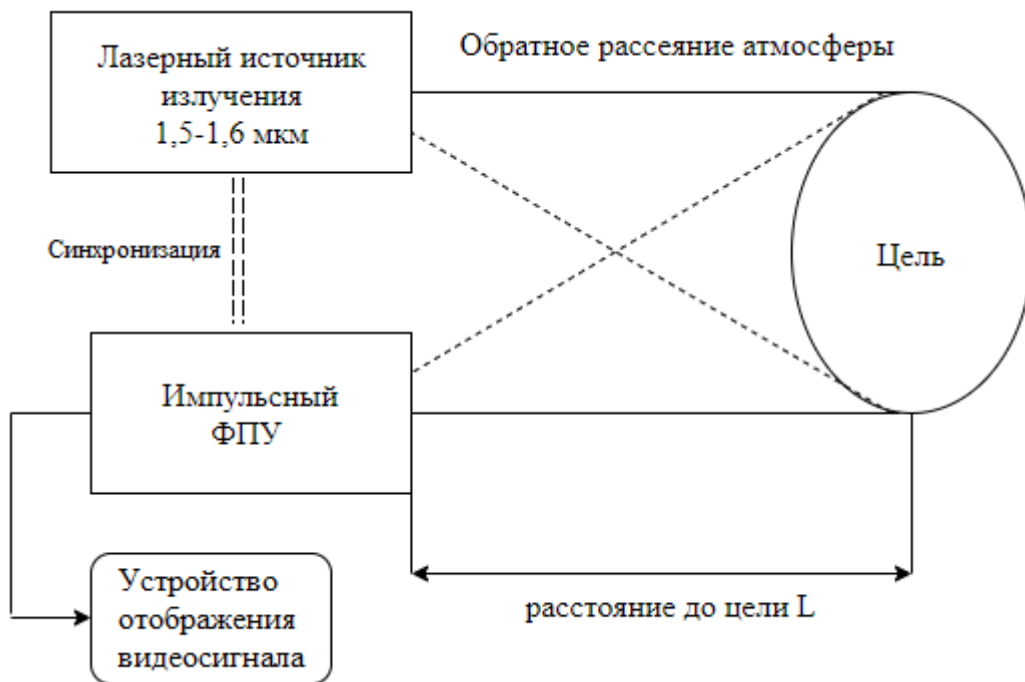 Лазерный источник
излучения
1,5-1,6 мкм
Обратное рассеяние атмосферы
Синхронизация
Цель
Импульсный
ФПУ
Устройство
отображения
видеосигнала
расстояние до цели L